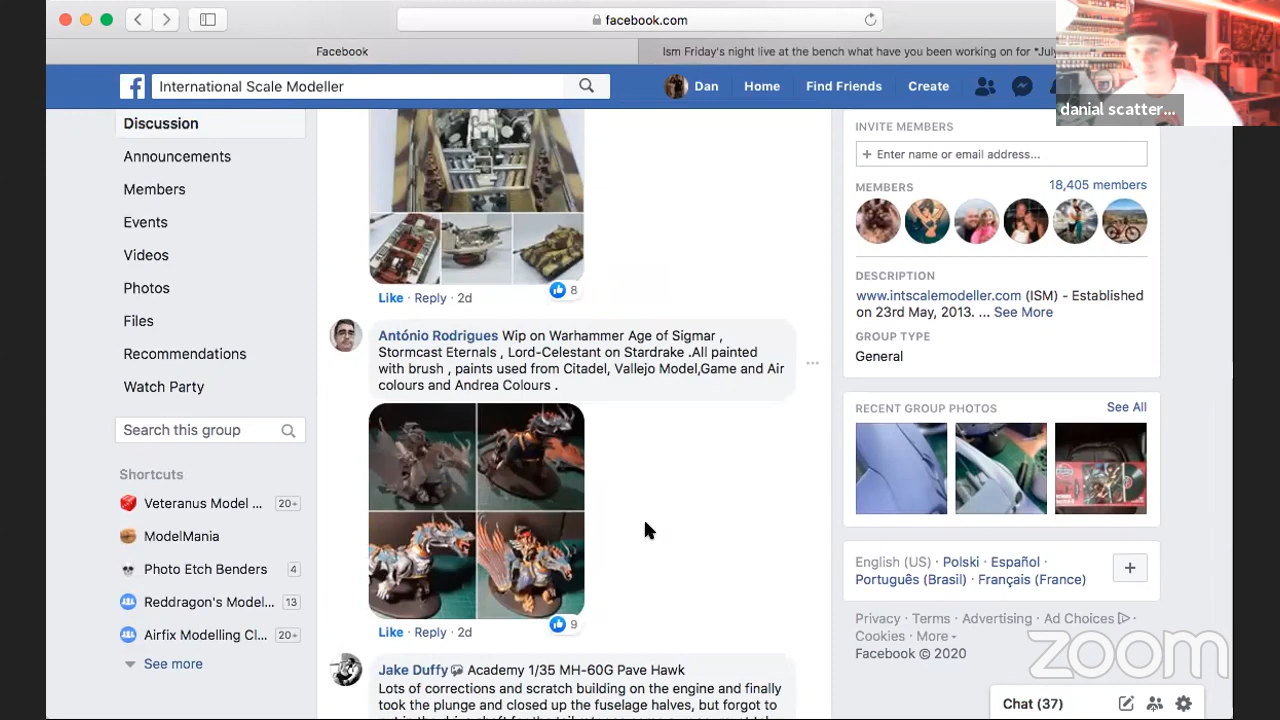 facebook.com
Facebook
Ism Friday's night live at the bench what have you been working on for *July
International Scale Modeller
Dan
Home
Find Friends
Create
danial scatter...
Discussion
Announcements
Members
Events
Videos
Photos
Files
Recommendations
Watch Party
Search this group
Shortcuts
Veteranus Model ...
20+
ModelMania
Photo Etch Benders
4
Reddragon's Model...
13
Airfix Modelling Cl...
20+
See more
Like · Reply · 2d
8
António Rodrigues Wip on Warhammer Age of Sigmar ,
Stormcast Eternals , Lord-Celestant on Stardrake .All painted
with brush , paints used from Citadel, Vallejo Model,Game and Air
colours and Andrea Colours .
Like · Reply · 2d
9
Jake Duffy Academy 1/35 MH-60G Pave Hawk
Lots of corrections and scratch building on the engine and finally
took the plunge and closed up the fuselage halves, but forgot to
INVITE MEMBERS
+ Enter name or email address...
MEMBERS
18,405 members
DESCRIPTION
www.intscalemodeller.com (ISM) - Established
on 23rd May, 2013. ... See More
GROUP TYPE
General
RECENT GROUP PHOTOS
See All
English (US) · Polski · Español ·
Português (Brasil) · Français (France)
Privacy · Terms · Advertising · Ad Choices ·
Cookies · More
Facebook © 2020
zoom
Chat (37)